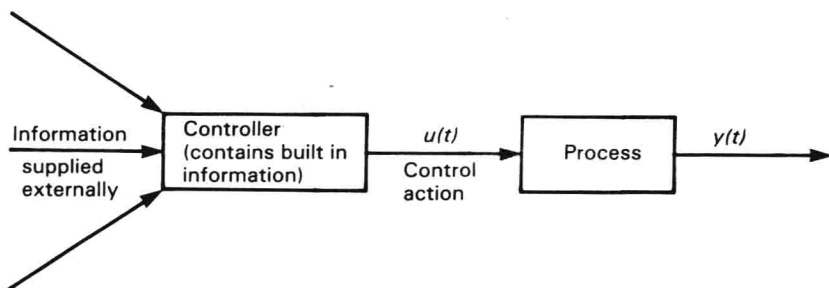 Information
supplied
externally
Controller
(contains built in
information)
u(t)
Control
action
Process
y(t)